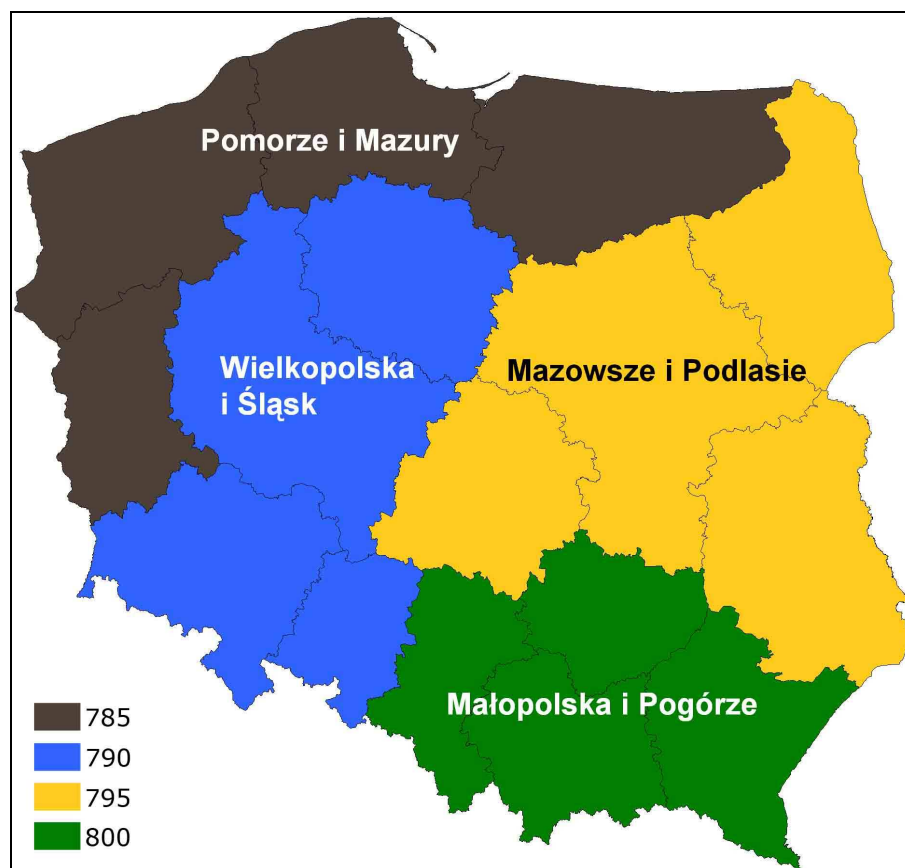 Pomorze i Mazury
Wielkopolska
i Śląsk
Mazowsze i Podlasie
Małopolska i Pogórze
785
790
795
800